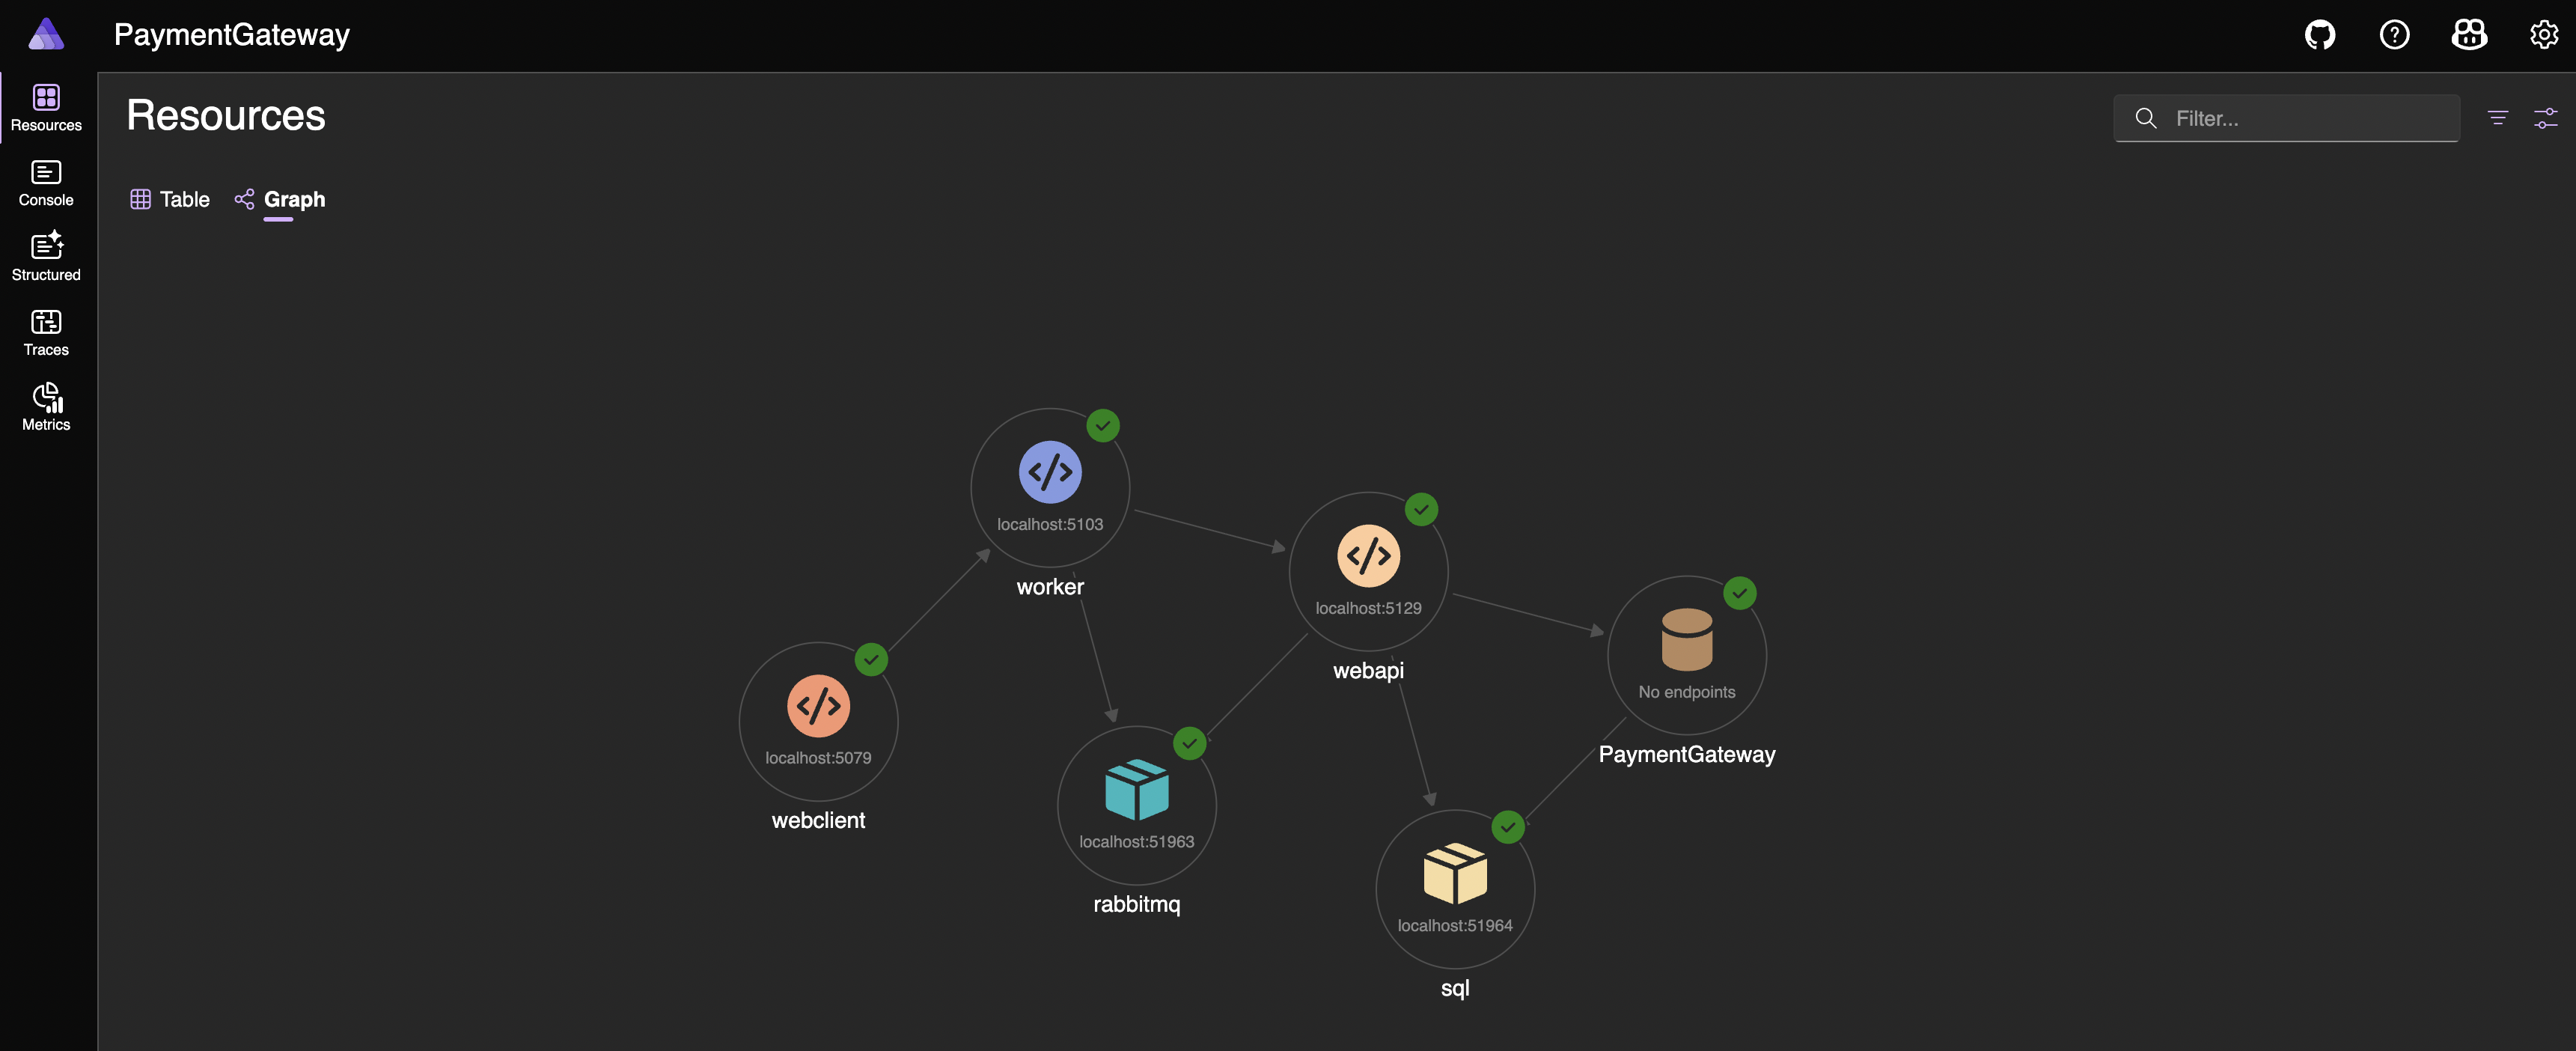 PaymentGateway
Resources
Console
Structured
Traces
Metrics
Resources
Filter...
Table
Graph
localhost:5103
worker
localhost:5129
webapi
No endpoints
PaymentGateway
localhost:5079
webclient
localhost:51963
rabbitmq
localhost:51964
sql